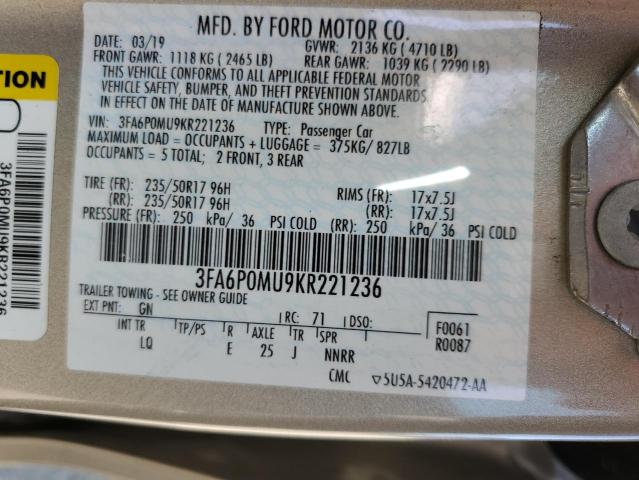 MFD. BY FORD MOTOR CO.
DATE: 03/19 GVWR: 2136 KG ( 4710 LB)
FRONT GAWR: 1118 KG ( 2465 LB) REAR GAWR: 1039 KG ( 2290 LB)
THIS VEHICLE CONFORMS TO ALL APPLICABLE FEDERAL MOTOR
VEHICLE SAFETY, BUMPER, AND THEFT PREVENTION STANDARDS
IN EFFECT ON THE DATE OF MANUFACTURE SHOWN ABOVE.
VIN: 3FA6P0MU9KR221236 TYPE: Passenger Car
MAXIMUM LOAD = OCCUPANTS + LUGGAGE = 375KG/ 827LB
OCCUPANTS = 5 TOTAL; 2 FRONT, 3 REAR
TIRE (FR): 235/50R17 96H RIMS (FR): 17x7.5J
(RR): 235/50R17 96H (RR): 17x7.5J
PRESSURE (FR): 250 kPa/ 36 PSI COLD (RR): 250 kPa/ 36 PSI COLD
3FA6P0MU9KR221236
TRAILER TOWING - SEE OWNER GUIDE
EXT PNT: GN RC: 71 DSO: F0061
INT TR TP/PS R AXLE TR SPR R0087
LQ E 25 J NNRR
CMC ▽5U5A-5420472-AA
TION
3FA6P0MU9KR221236